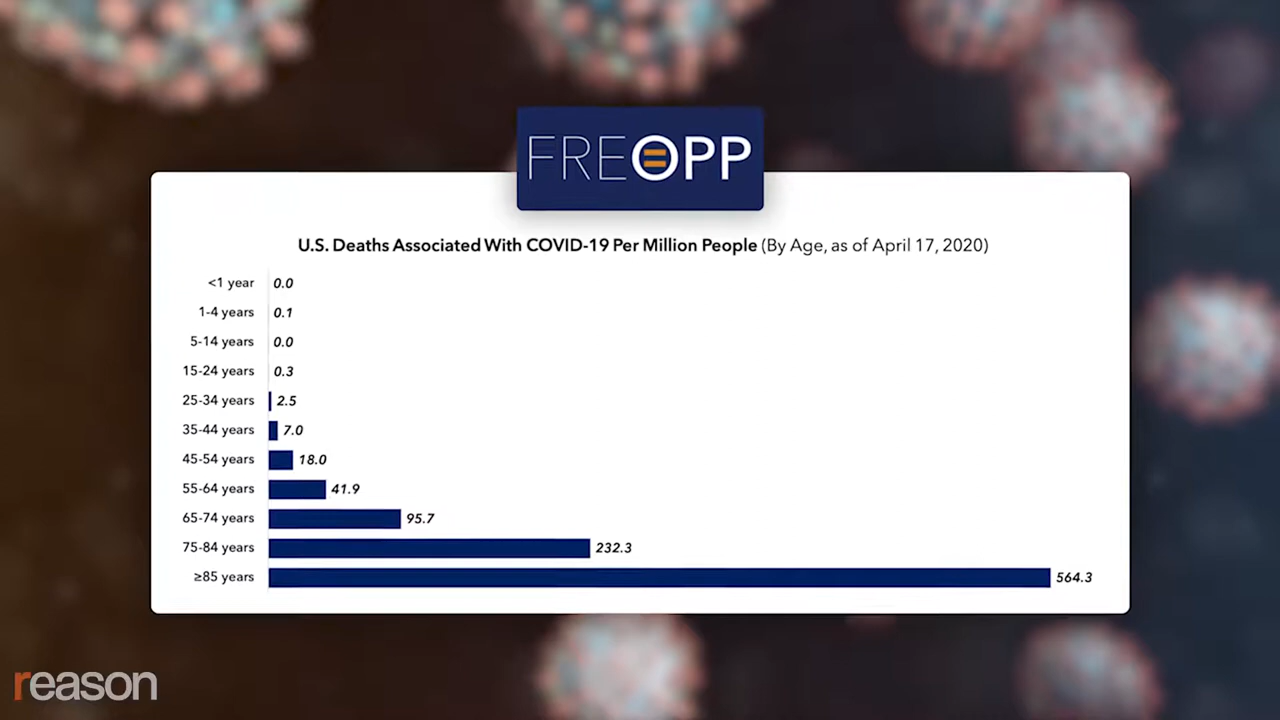 FREOPP
U.S. Deaths Associated With COVID-19 Per Million People (By Age, as of April 17, 2020)
<1 year 0.0
1-4 years 0.1
5-14 years 0.0
15-24 years 0.3
25-34 years 2.5
35-44 years 7.0
45-54 years 18.0
55-64 years 41.9
65-74 years 95.7
75-84 years 232.3
≥85 years 564.3
reason